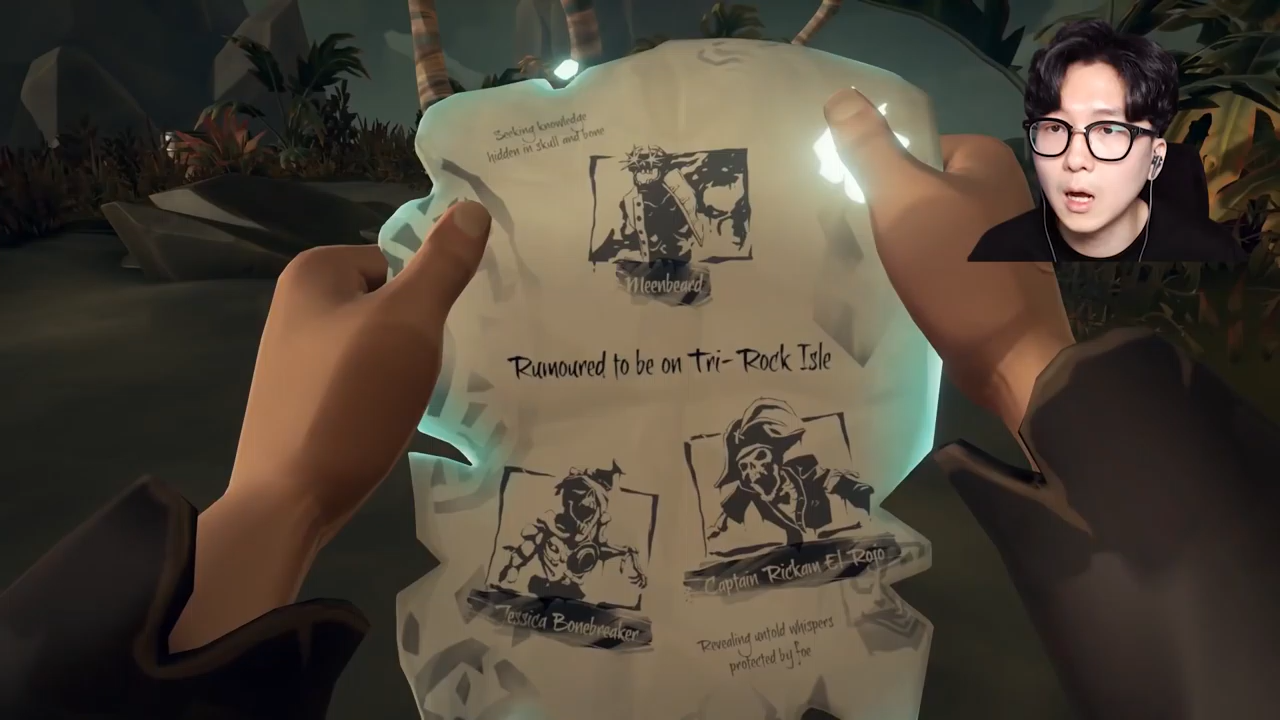 Seeking knowledge
hidden in skull and bone
Meenbeard
Rumoured to be on Tri-Rock Isle
Captain Rickam El Rojo
Jessica Bonebreaker
Revealing untold whispers
protected by foe